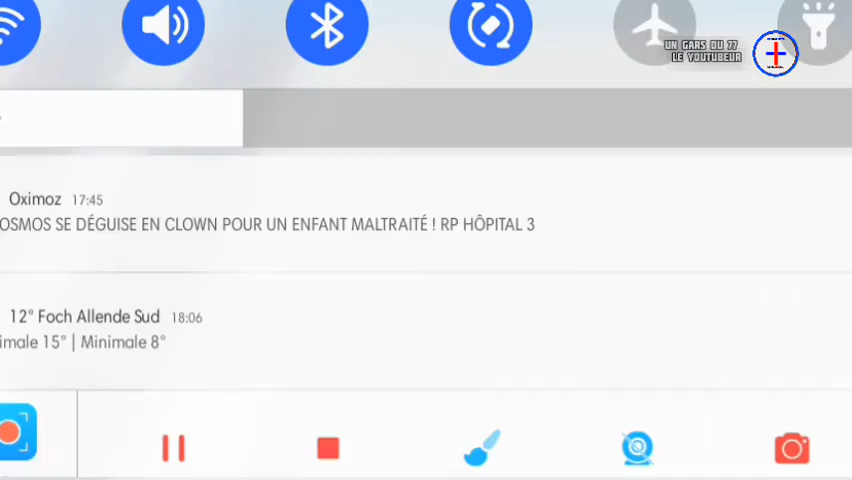 UN GARS DU 77
LE YOUTUBEUR
Oximoz 17:45
OSMOS SE DÉGUISE EN CLOWN POUR UN ENFANT MALTRAITÉ ! RP HÔPITAL 3
12° Foch Allende Sud 18:06
imale 15° | Minimale 8°